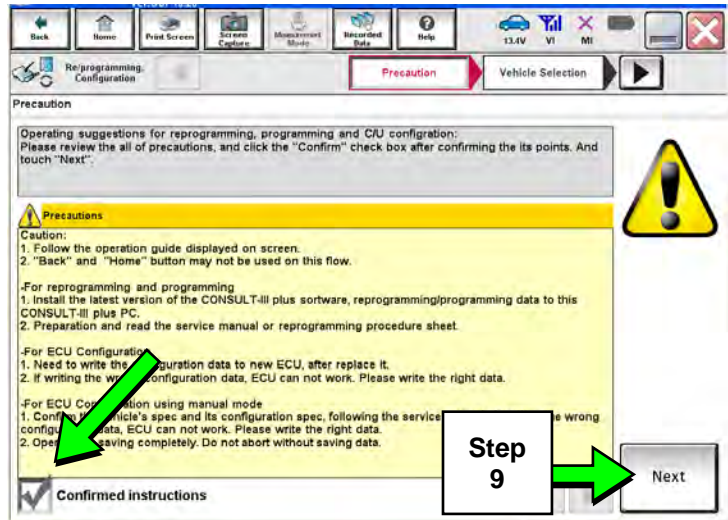 Back
Home
Print Screen
Screen Capture
Measurement Mode
Recorded Data
Help
13.4V
VI
MI
Re/programming, Configuration
Precaution
Vehicle Selection
Precaution
Operating suggestions for reprogramming, programming and C/U configration:
Please review the all of precautions, and click the "Confirm" check box after confirming the its points. And
touch "Next".
Precautions
Caution:
1. Follow the operation guide displayed on screen.
2. "Back" and "Home" button may not be used on this flow.
-For reprogramming and programming
1. Install the latest version of the CONSULT-III plus sortware, reprogramming/programming data to this
CONSULT-III plus PC.
2. Preparation and read the service manual or reprogramming procedure sheet.
-For ECU Configuration
1. Need to write the configuration data to new ECU, after replace it.
2. If writing the configuration data, ECU can not work. Please write the right data.
-For ECU using manual mode
1. Confirm vehicle's spec and its configuration spec, following the service wrong
data, ECU can not work. Please write the right data.
2. saving completely. Do not abort without saving data.
Confirmed instructions
Step
9
Next